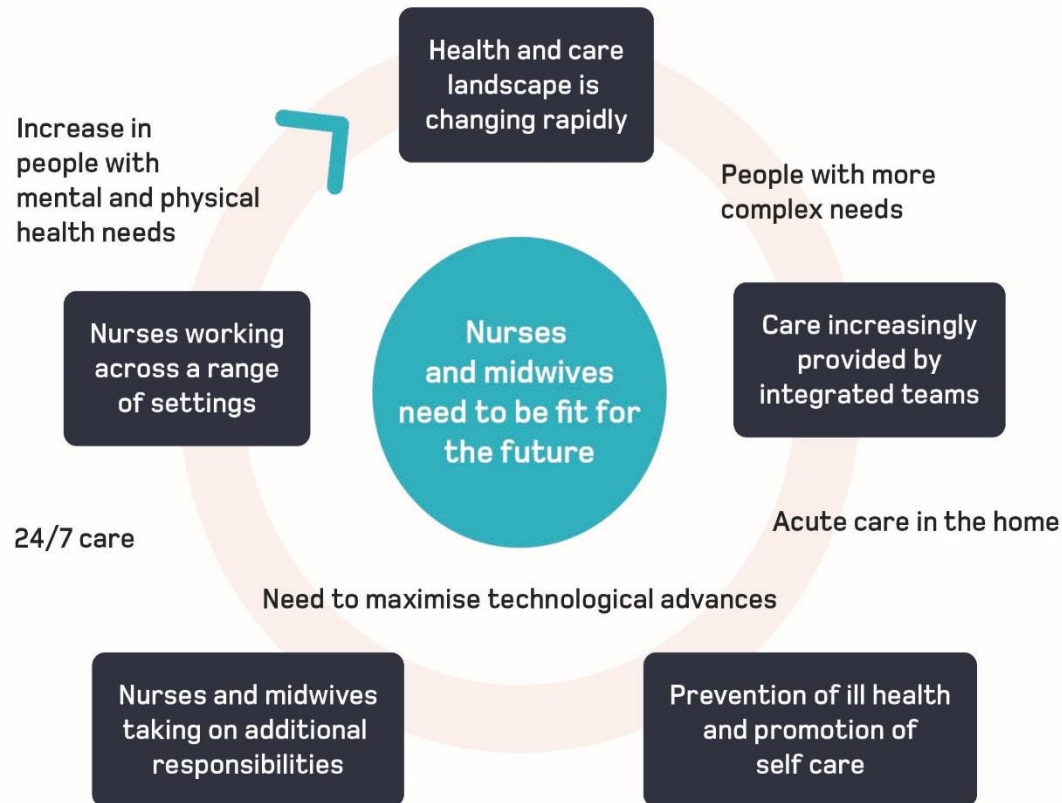 Health and care
landscape is
changing rapidly
Increase in
people with
mental and physical
health needs
People with more
complex needs
Nurses working
across a range
of settings
Nurses
and midwives
need to be fit for
the future
Care increasingly
provided by
integrated teams
24/7 care
Acute care in the home
Need to maximise technological advances
Nurses and midwives
taking on additional
responsibilities
Prevention of ill health
and promotion of
self care